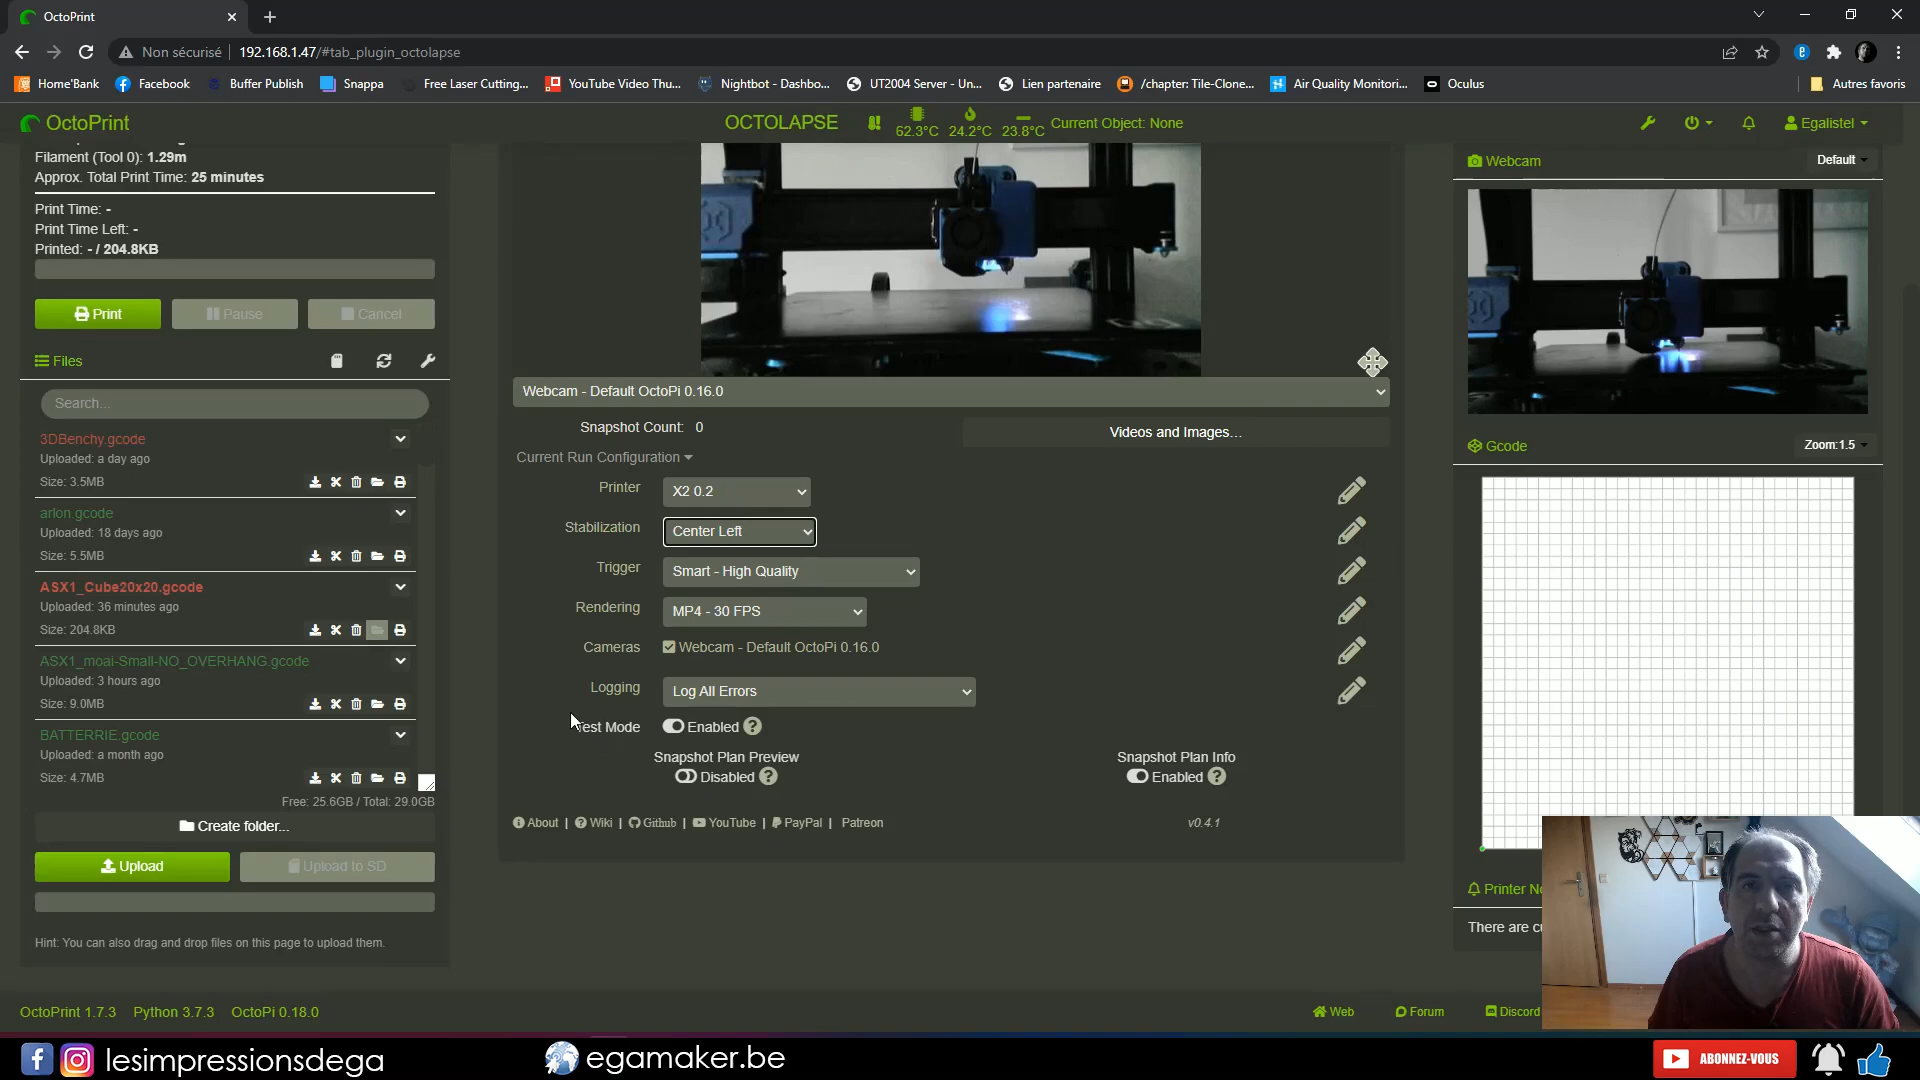 OctoPrint
Non sécurisé
192.168.1.47/#tab_plugin_octolapse
Home'Bank
Facebook
Buffer Publish
Snappa
Free Laser Cutting...
YouTube Video Thu...
Nightbot - Dashbo...
UT2004 Server - Un...
Lien partenaire
/chapter: Tile-Clone...
Air Quality Monitori...
Oculus
Autres favoris
OctoPrint
OCTOLAPSE
62.3°C
24.2°C
23.8°C
Current Object: None
Egalistel
Filament (Tool 0): 1.29m
Approx. Total Print Time: 25 minutes
Print Time: -
Print Time Left: -
Printed: - / 204.8KB
Print
Pause
Cancel
Files
Search...
3DBenchy.gcode
Uploaded: a day ago
Size: 3.5MB
arlon.gcode
Uploaded: 18 days ago
Size: 5.5MB
ASX1_Cube20x20.gcode
Uploaded: 36 minutes ago
Size: 204.8KB
ASX1_moai-Small-NO_OVERHANG.gcode
Uploaded: 3 hours ago
Size: 9.0MB
BATTERRIE.gcode
Uploaded: a month ago
Size: 4.7MB
Free: 25.6GB / Total: 29.0GB
Create folder...
Upload
Upload to SD
Hint: You can also drag and drop files on this page to upload them.
Webcam - Default OctoPi 0.16.0
Snapshot Count: 0
Videos and Images...
Current Run Configuration
Printer
X2 0.2
Stabilization
Center Left
Trigger
Smart - High Quality
Rendering
MP4 - 30 FPS
Cameras
Webcam - Default OctoPi 0.16.0
Logging
Log All Errors
Test Mode
Enabled
Snapshot Plan Preview
Disabled
Snapshot Plan Info
Enabled
About | Wiki | Github | YouTube | PayPal | Patreon
v0.4.1
Webcam
Default
Gcode
Zoom:1.5
Printer No
There are cu
OctoPrint 1.7.3
Python 3.7.3
OctoPi 0.18.0
Web
Forum
Discord
lesimpressionsdega
egamaker.be
ABONNEZ-VOUS